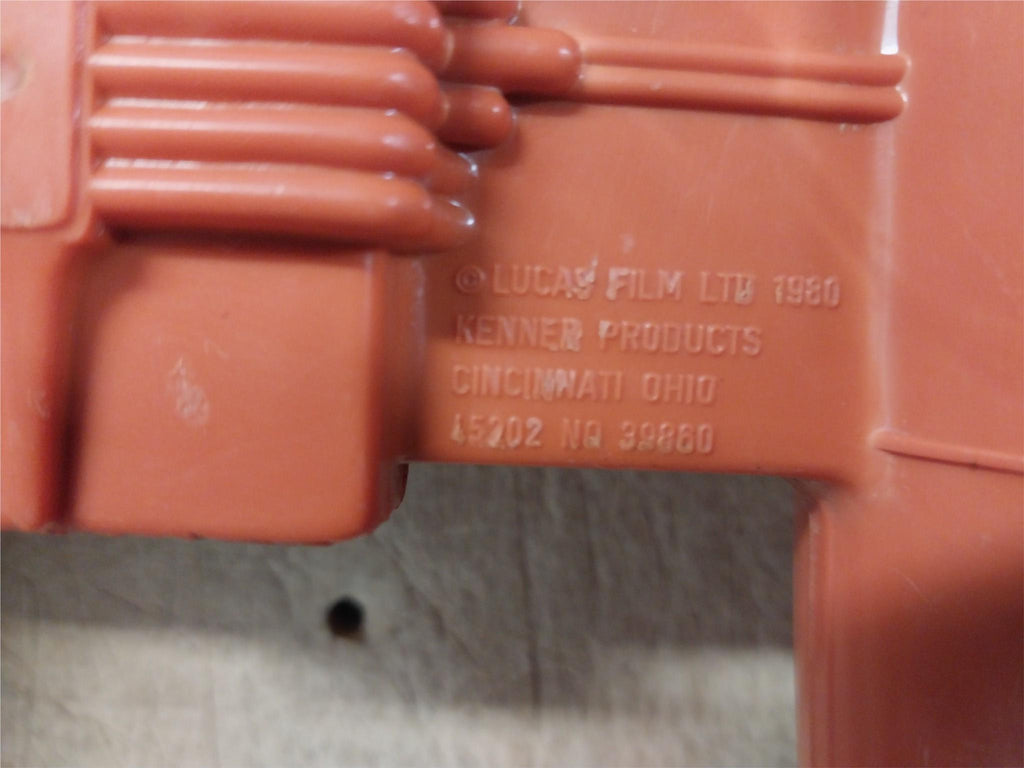 © LUCAS FILM LTD 1980
KENNER PRODUCTS
CINCINNATI OHIO
45202 NO 39860